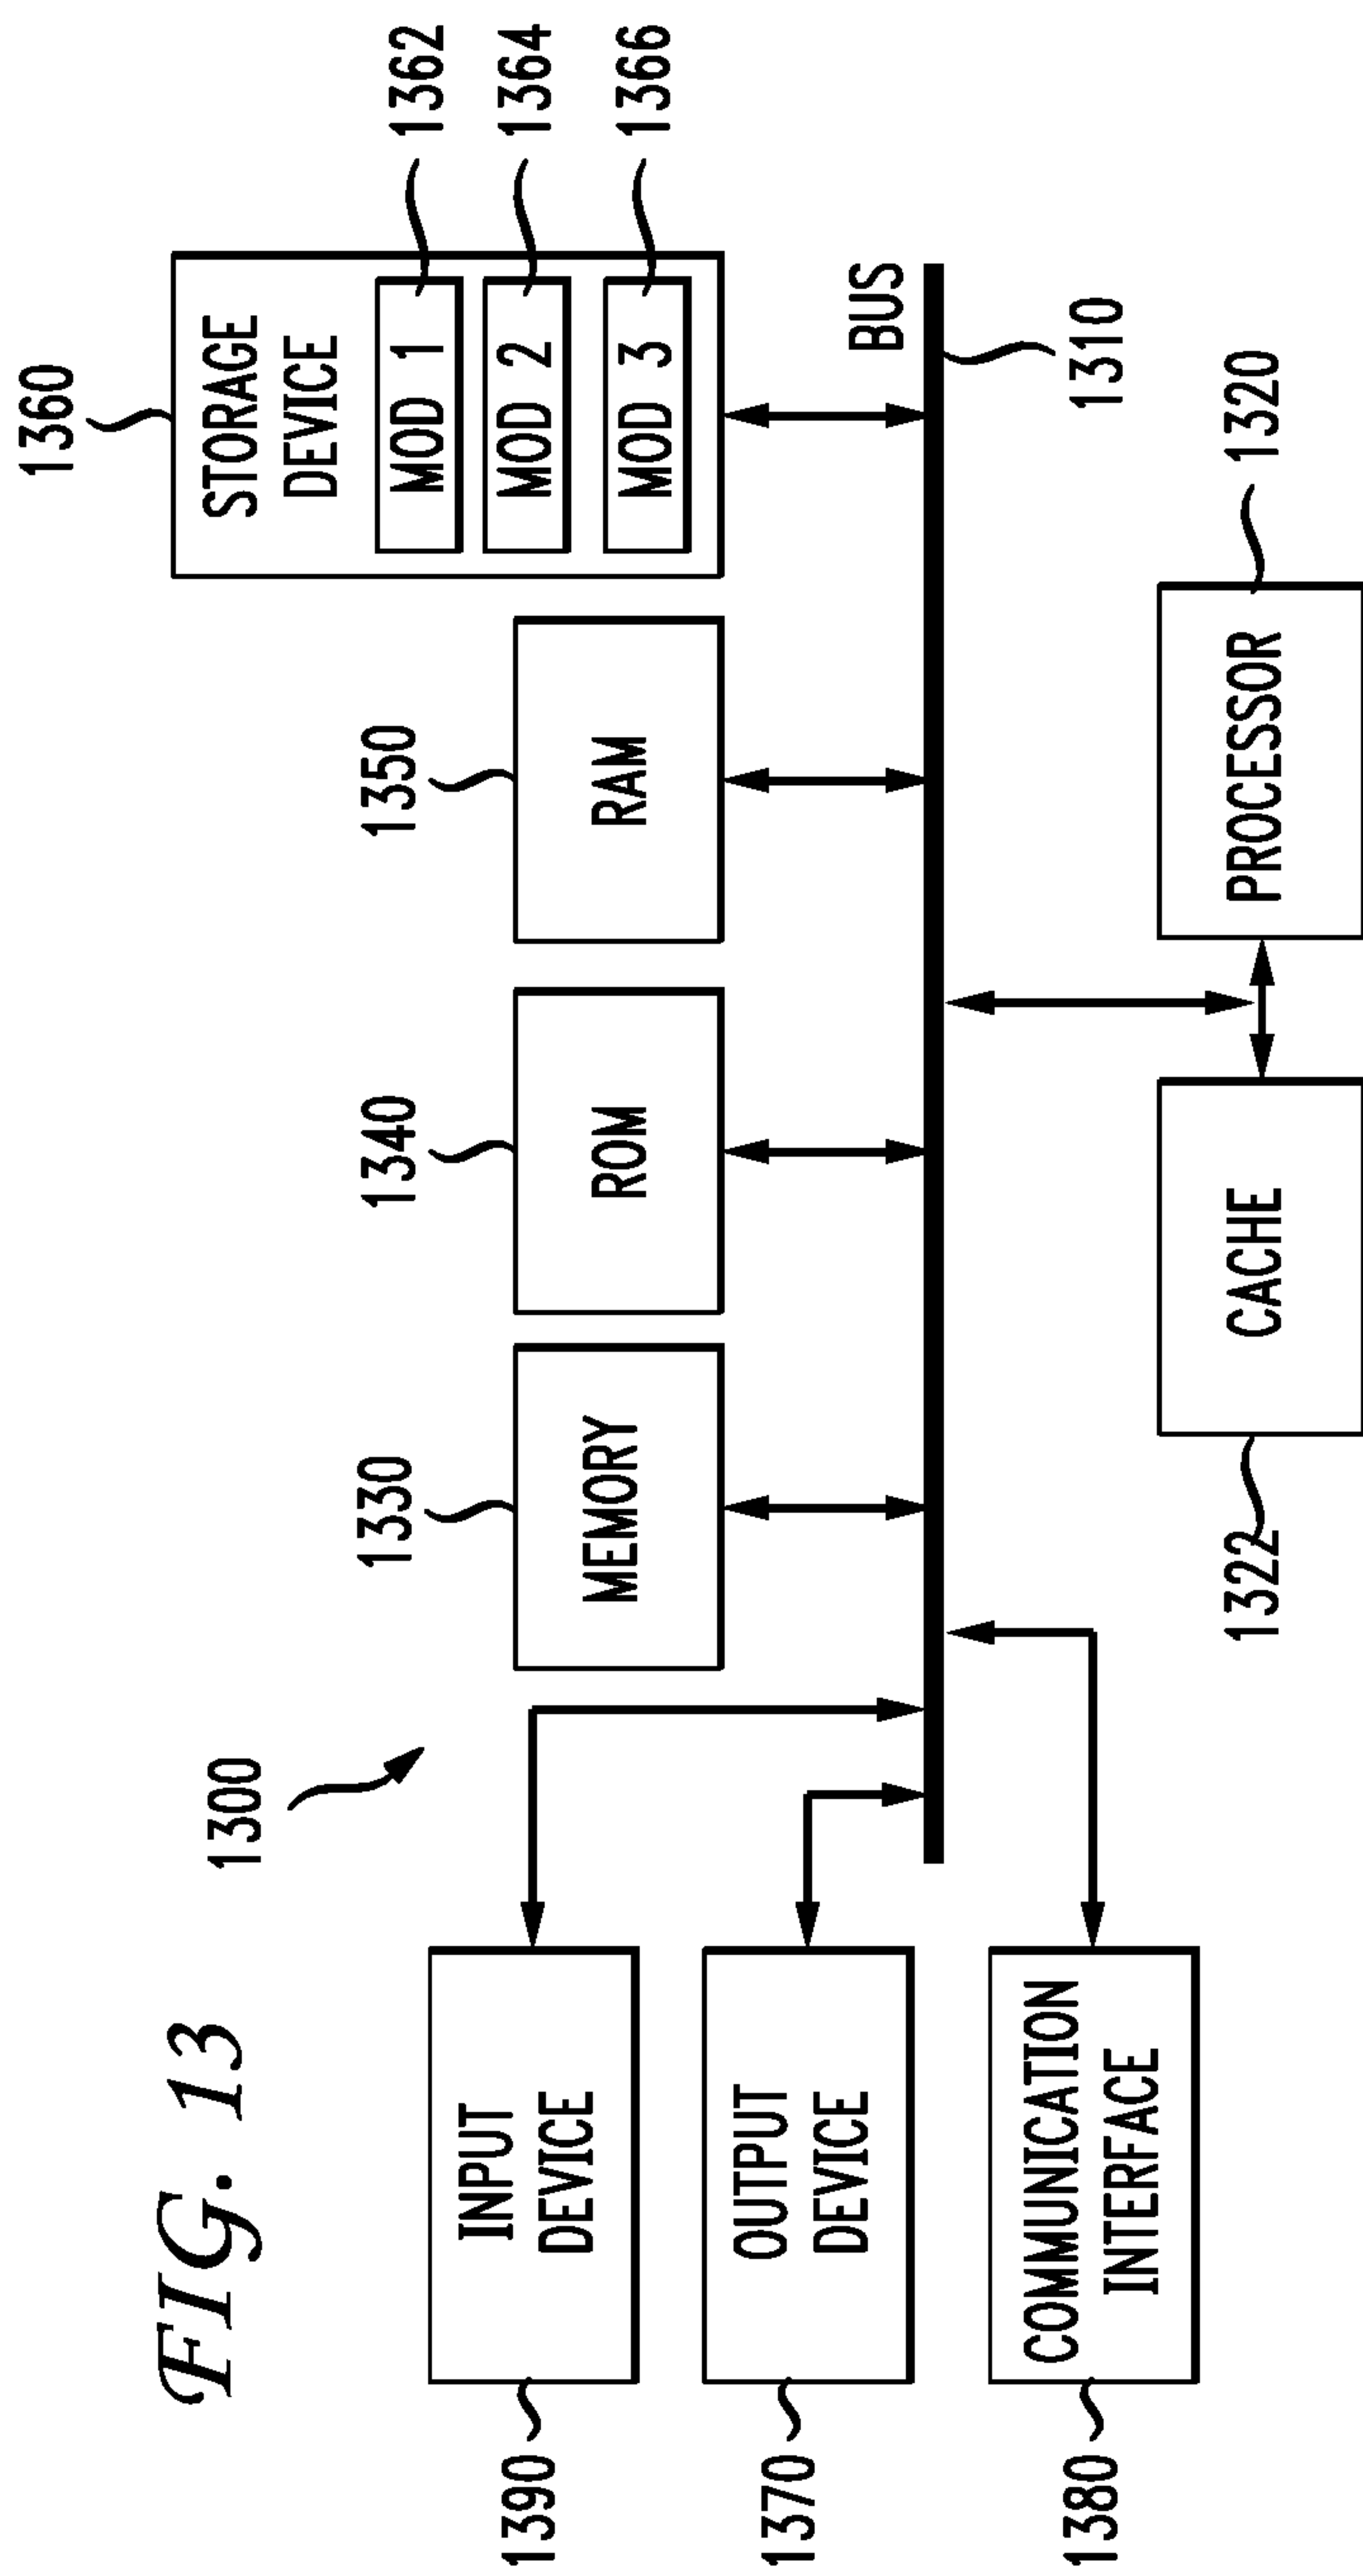 FIG. 13
1300
1390
INPUT
DEVICE
1370
OUTPUT
DEVICE
1380
COMMUNICATION
INTERFACE
1330
MEMORY
1340
ROM
1350
RAM
1360
STORAGE
DEVICE
MOD 1
1362
MOD 2
1364
MOD 3
1366
BUS
1310
1322
CACHE
PROCESSOR
1320